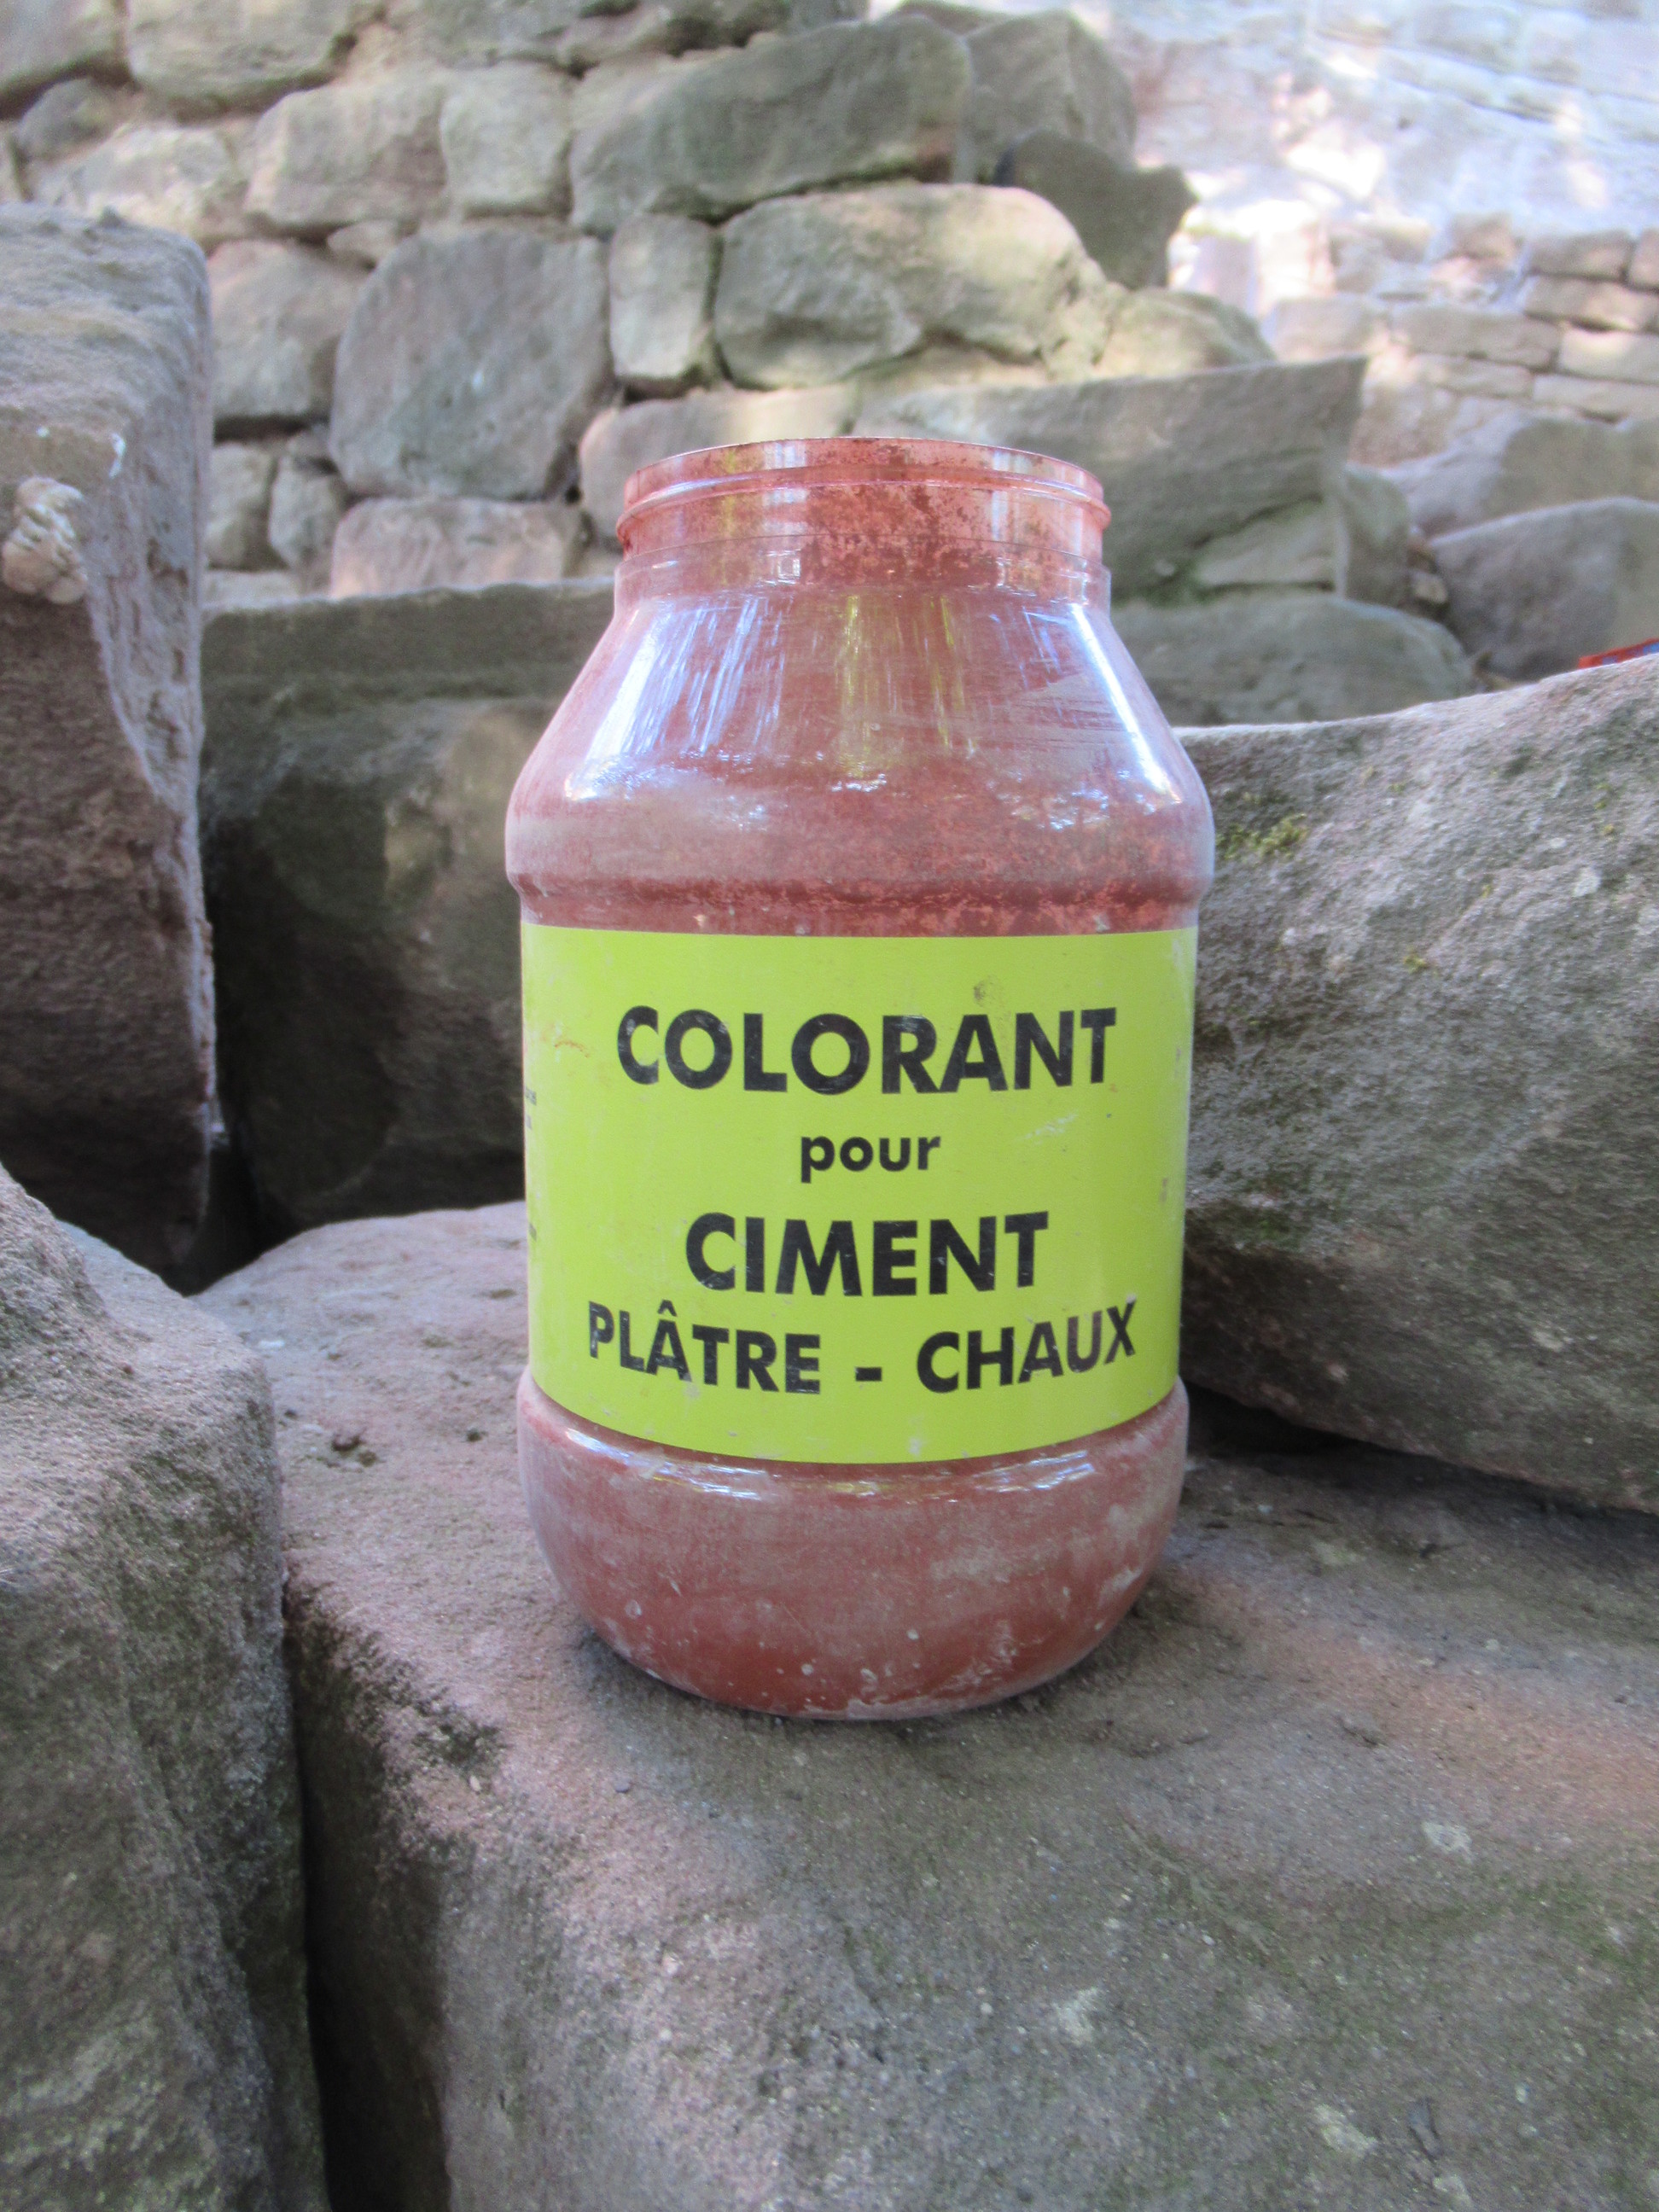 COLORANT
pour
CIMENT
PLÂTRE - CHAUX